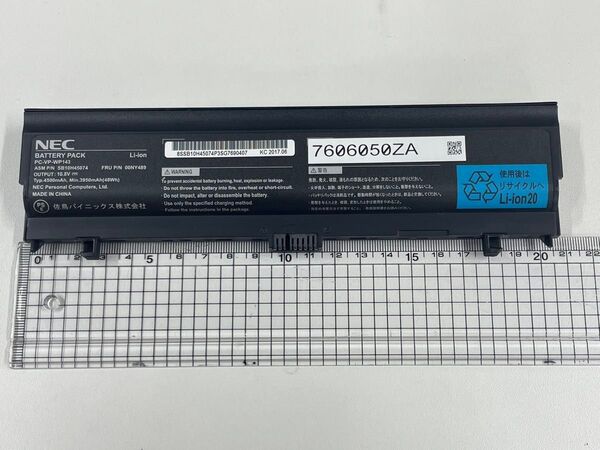 NEC
BATTERY PACK Li-ion
PC-VP-WP143
ASM P/N SB10H45074 FRU P/N 00NY489
OUTPUT: 10.8V
Typ.4500mAh, Min.3950mAh(48Wh)
NEC Personal Computers, Ltd.
MADE IN CHINA
佐鳥パイニックス株式会社
8SSB10H45074P3SG7690407 KC 2017.06
WARNING
To prevent accidental battery burning, injury, explosion or leakage:
Do not alter or disassemble the battery.
Do not throw the battery into fire, overheat or short-circuit.
Use only the specified charging method.
Follow the instructions in the package.
7606050ZA
警告
使用後は
リサイクルへ
Li-ion20
0 1 2 3 4 5 6 7 8 9 10 11 12 13 14 15 16 17 18 19 20 21